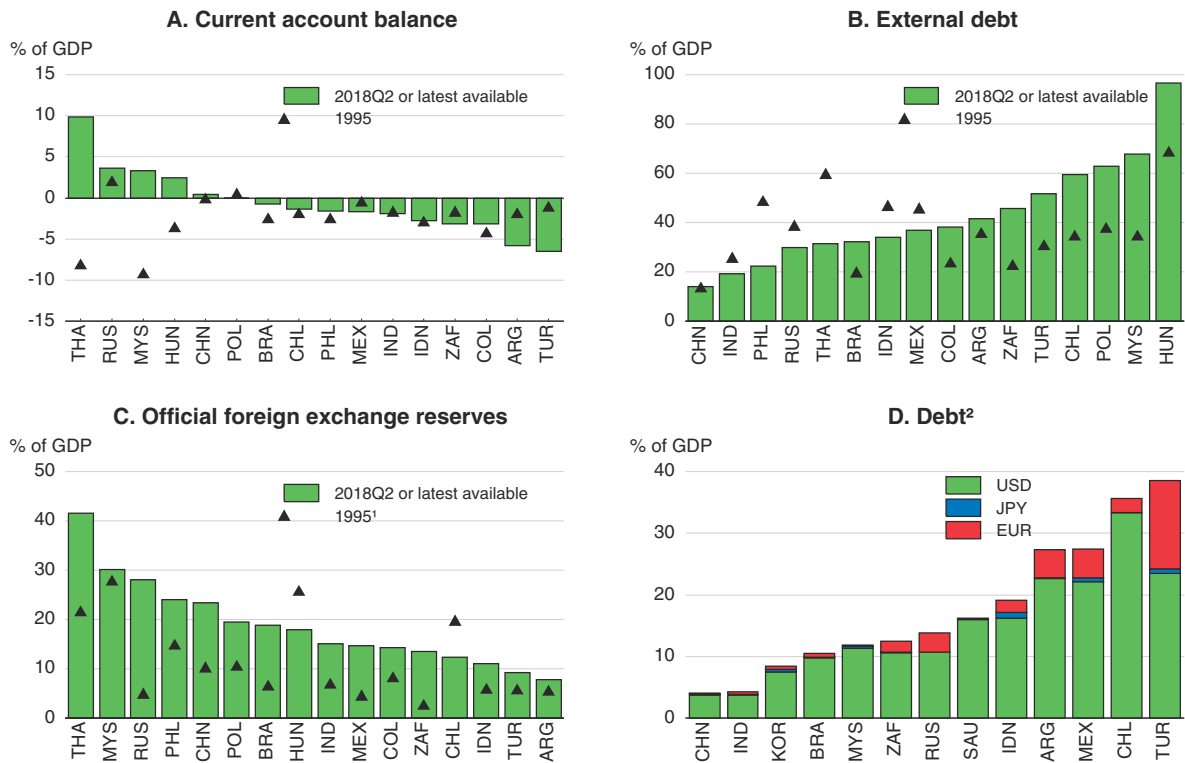 A. Current account balance
% of GDP
15
10
5
0
-5
-10
-15
2018Q2 or latest available
1995
THA
RUS
MYS
HUN
CHN
POL
BRA
CHL
PHL
MEX
IND
IDN
ZAF
COL
ARG
TUR
B. External debt
% of GDP
100
80
60
40
20
0
2018Q2 or latest available
1995
CHN
IND
PHL
RUS
THA
BRA
IDN
MEX
COL
ARG
ZAF
TUR
CHL
POL
MYS
HUN
C. Official foreign exchange reserves
% of GDP
50
40
30
20
10
0
2018Q2 or latest available
1995¹
THA
MYS
RUS
PHL
CHN
POL
BRA
HUN
IND
MEX
COL
ZAF
CHL
IDN
TUR
ARG
D. Debt²
% of GDP
40
30
20
10
0
USD
JPY
EUR
CHN
IND
KOR
BRA
MYS
ZAF
RUS
SAU
IDN
ARG
MEX
CHL
TUR